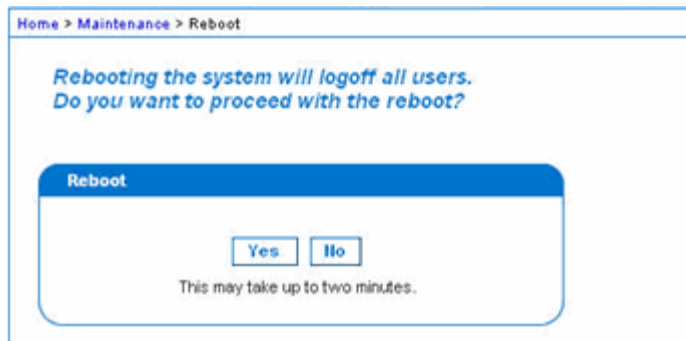 Home > Maintenance > Reboot
Rebooting the system will logoff all users.
Do you want to proceed with the reboot?
Reboot
Yes No
This may take up to two minutes.